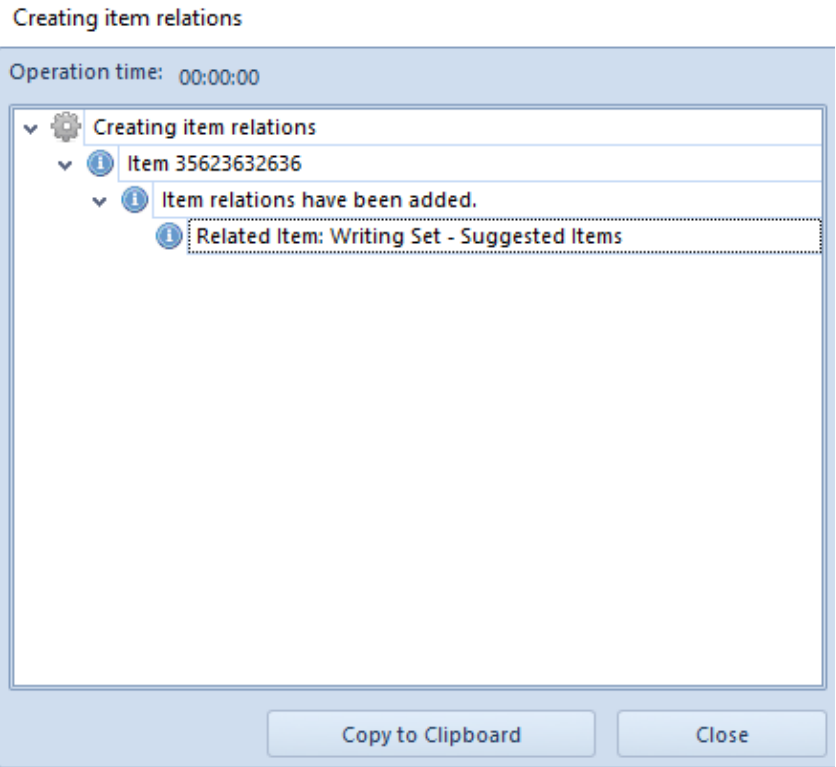 Creating item relations
Operation time: 00:00:00
Creating item relations
Item 35623632636
Item relations have been added.
Related Item: Writing Set - Suggested Items
Copy to Clipboard
Close